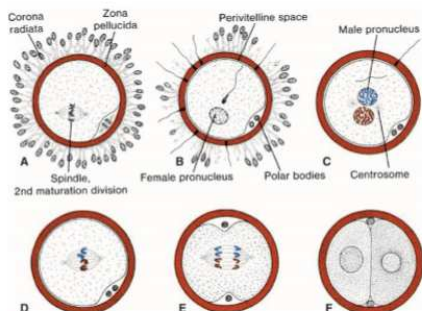 Corona
radiata
Zona
pellucida
Perivitelline space
Male pronucleus
A
B
C
Spindle,
2nd maturation division
Female pronucleus
Polar bodies
Centrosome
D
E
F